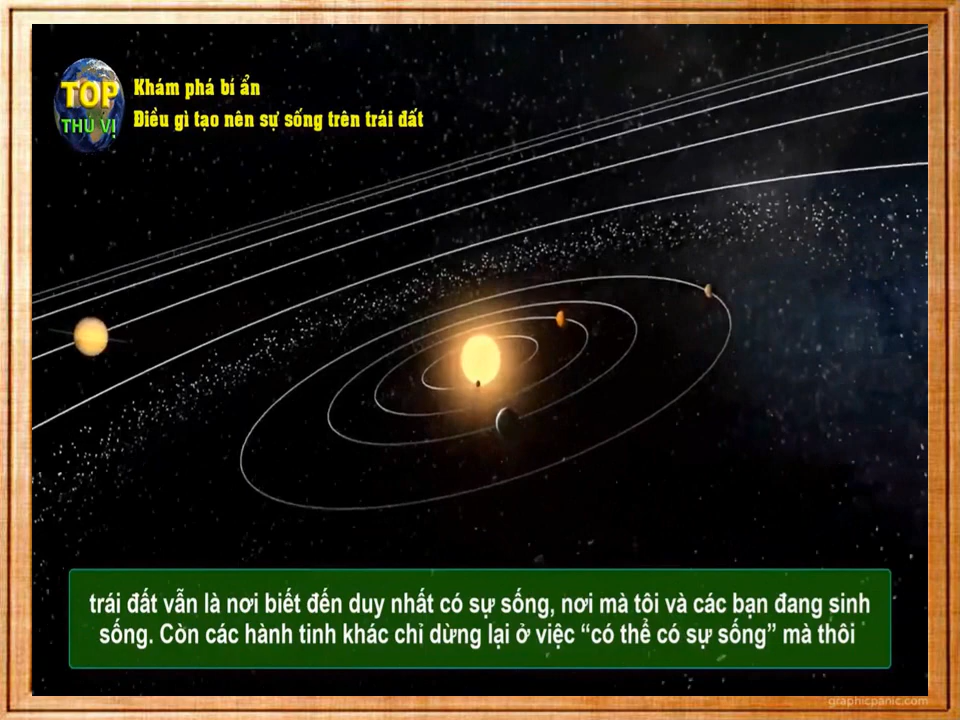 TOP
THÚ VỊ
Khám phá bí ẩn
Điều gì tạo nên sự sống trên trái đất
trái đất vẫn là nơi biết đến duy nhất có sự sống, nơi mà tôi và các bạn đang sinh
sống. Còn các hành tinh khác chỉ dừng lại ở việc “có thể có sự sống” mà thôi
graphicpanic.com